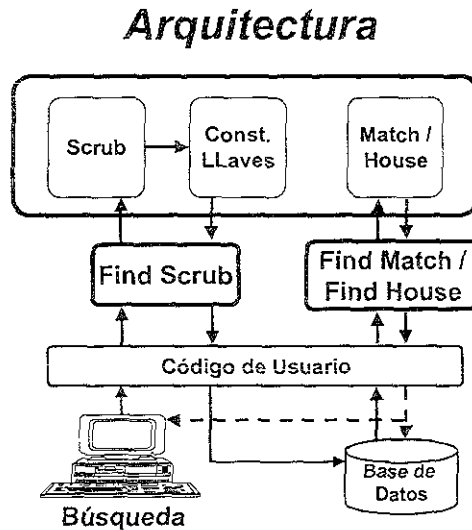 Arquitectura
Scrub
Const.
LLaves
Match /
House
Find Scrub
Find Match /
Find House
Código de Usuario
Base de
Datos
Búsqueda